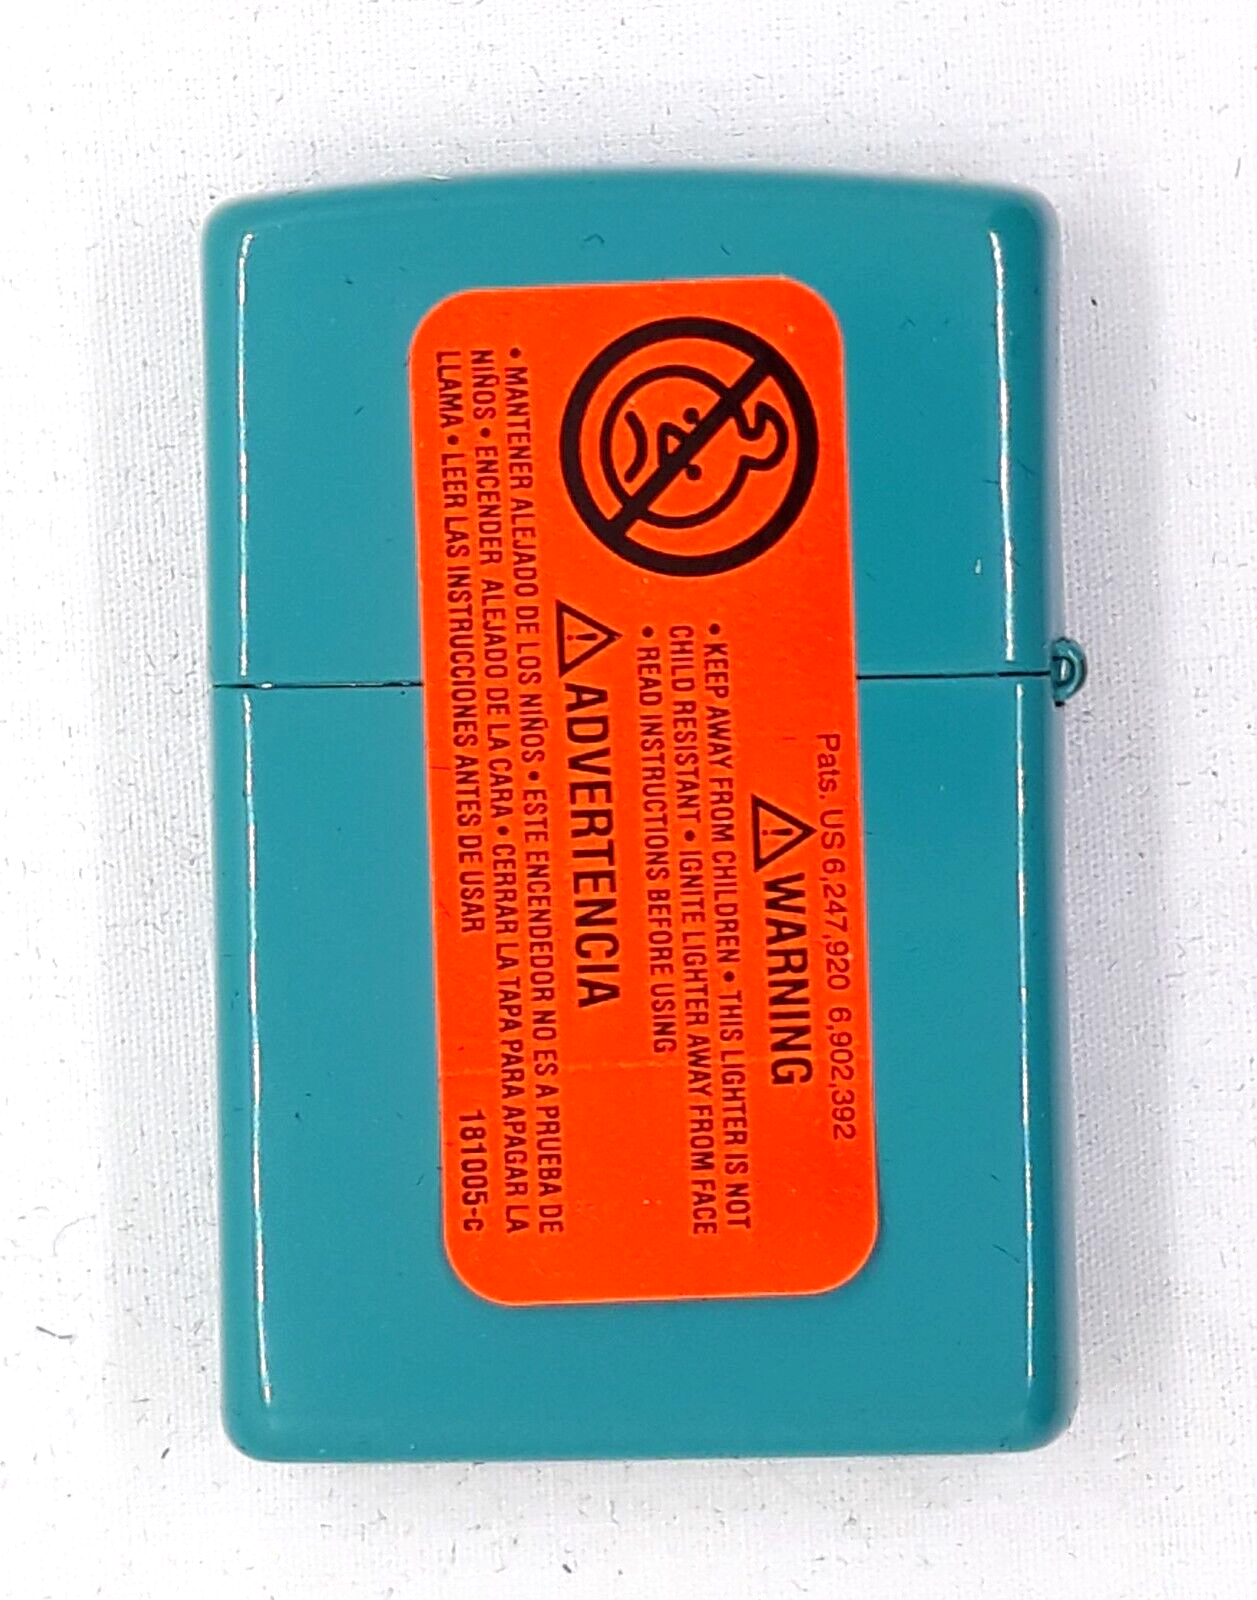 Pats. US 6,247,920 6,902,392
WARNING
• KEEP AWAY FROM CHILDREN • THIS LIGHTER IS NOT
CHILD RESISTANT • IGNITE LIGHTER AWAY FROM FACE
• READ INSTRUCTIONS BEFORE USING
ADVERTENCIA
• MANTENER ALEJADO DE LOS NIÑOS • ESTE ENCENDEDOR NO ES A PRUEBA DE
NIÑOS • ENCENDER ALEJADO DE LA CARA • CERRAR LA TAPA PARA APAGAR LA
LLAMA • LEER LAS INSTRUCCIONES ANTES DE USAR
181005-C